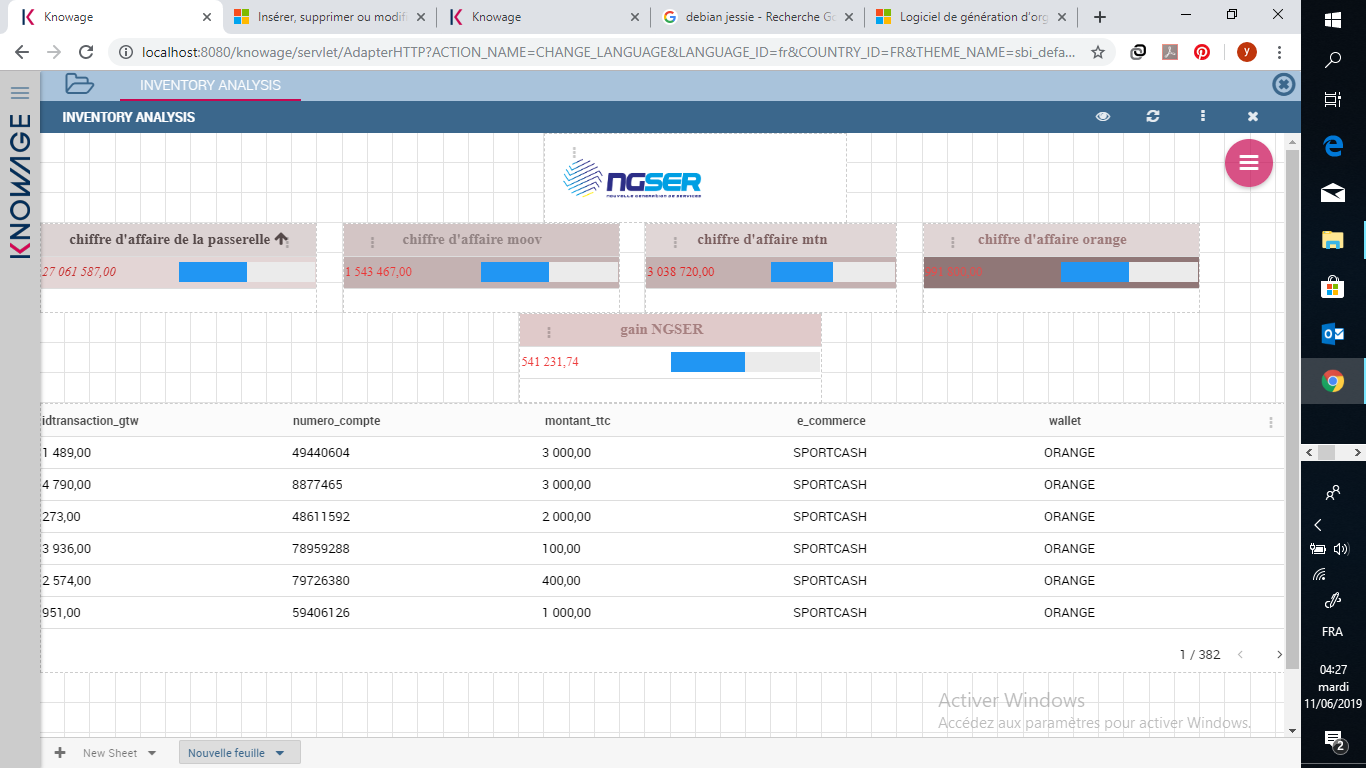 Knowage
Insérer, supprimer ou modifi
Knowage
debian jessie - Recherche Go
Logiciel de génération d'org
localhost:8080/knowage/servlet/AdapterHTTP?ACTION_NAME=CHANGE_LANGUAGE&LANGUAGE_ID=fr&COUNTRY_ID=FR&THEME_NAME=sbi_defa...
y
KNOWAGE
INVENTORY ANALYSIS
INVENTORY ANALYSIS
NGSER
NOUVELLE GENERATION DE SERVICES
chiffre d'affaire de la passerelle
chiffre d'affaire moov
chiffre d'affaire mtn
chiffre d'affaire orange
27 061 587,00
1 543 467,00
3 038 720,00
gain NGSER
541 231,74
idtransaction_gtw numero_compte montant_ttc e_commerce wallet
1 489,00 49440604 3 000,00 SPORTCASH ORANGE
4 790,00 8877465 3 000,00 SPORTCASH ORANGE
273,00 48611592 2 000,00 SPORTCASH ORANGE
3 936,00 78959288 100,00 SPORTCASH ORANGE
2 574,00 79726380 400,00 SPORTCASH ORANGE
951,00 59406126 1 000,00 SPORTCASH ORANGE
1 / 382
Activer Windows
Accédez aux paramètres pour activer Windows.
New Sheet
Nouvelle feuille
FRA
04:27
mardi
11/06/2019
2